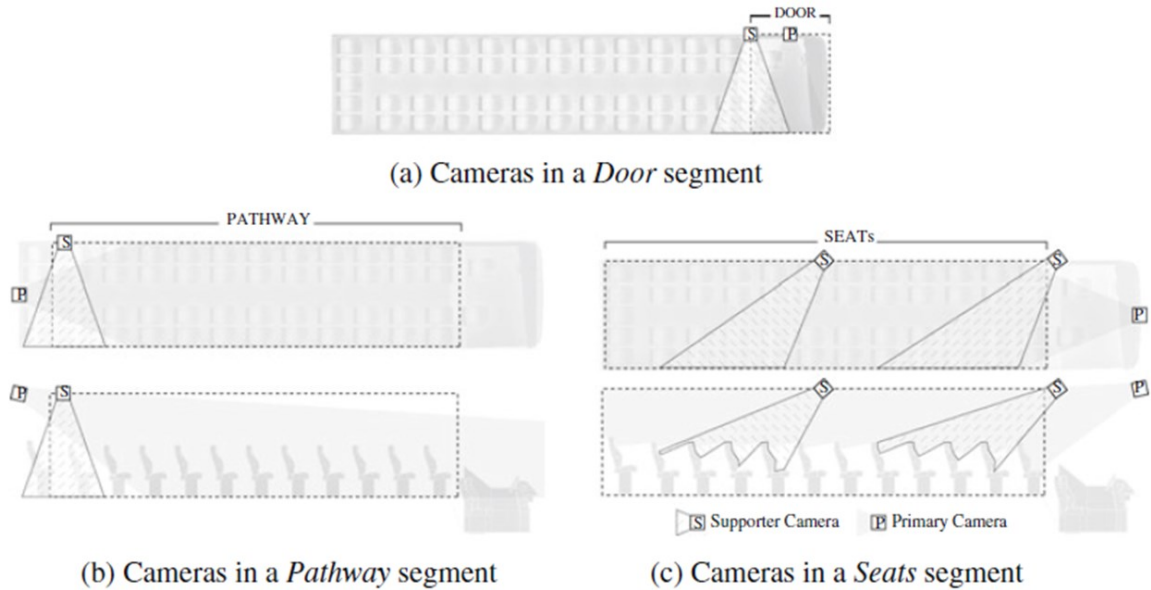 DOOR
S P
(a) Cameras in a Door segment
PATHWAY
S
P
P S
(b) Cameras in a Pathway segment
SEATs
S S
P
S S P
S Supporter Camera P Primary Camera
(c) Cameras in a Seats segment